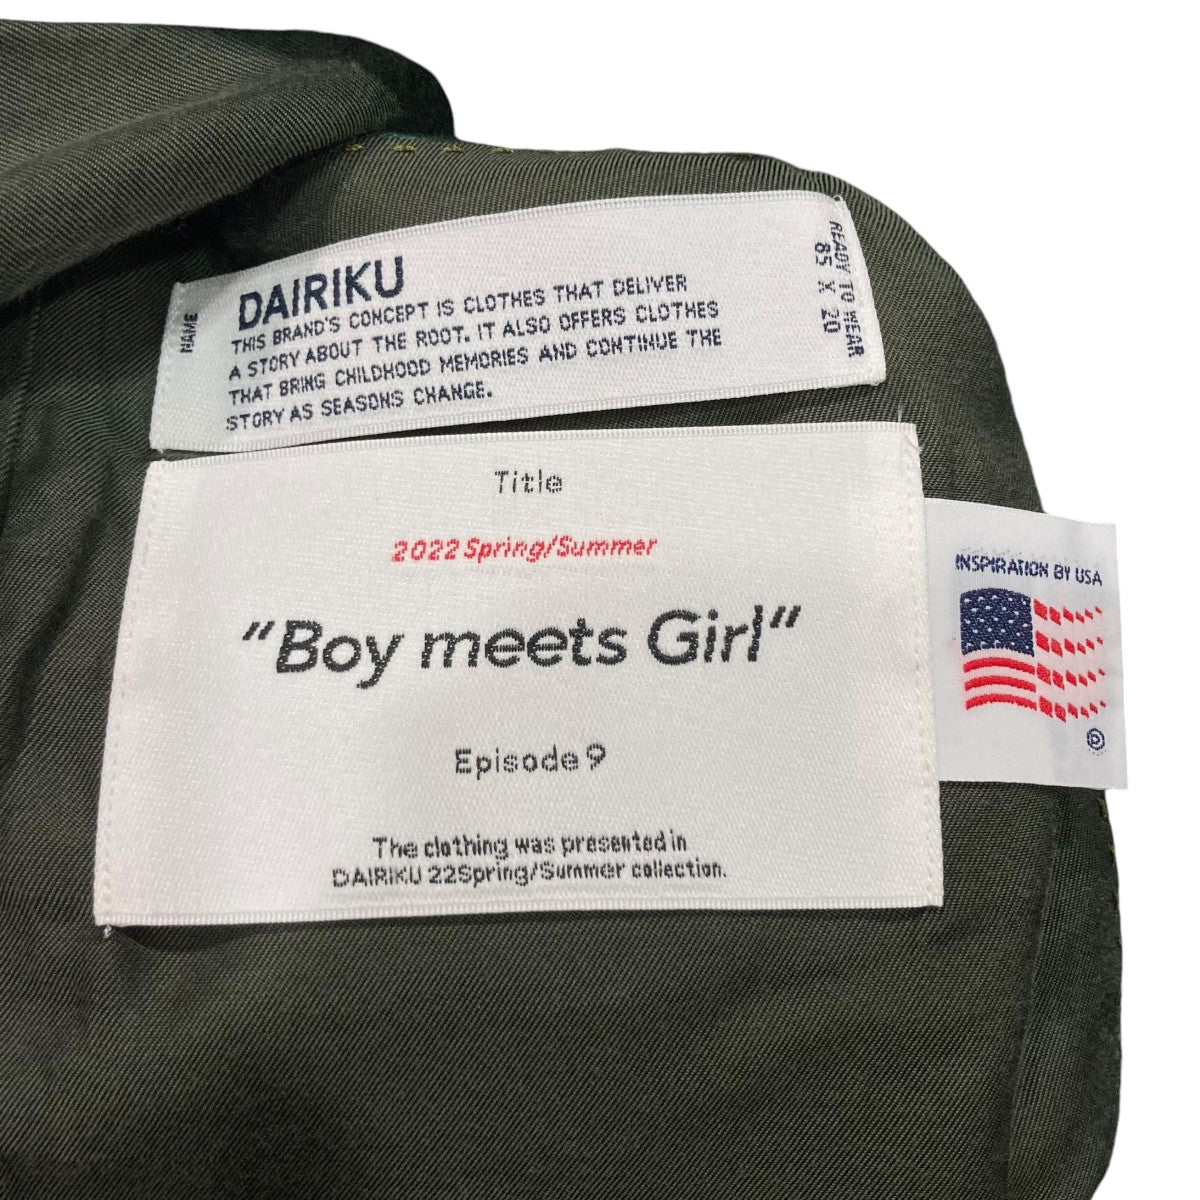 NAME
DAIRIKU
THIS BRAND'S CONCEPT IS CLOTHES THAT DELIVER
A STORY ABOUT THE ROOT. IT ALSO OFFERS CLOTHES
THAT BRING CHILDHOOD MEMORIES AND CONTINUE THE
STORY AS SEASONS CHANGE.
READY TO WEAR
85 X 20
Title
2022 Spring/Summer
"Boy meets Girl"
Episode 9
The clothing was presented in
DAIRIKU 22Spring/Summer collection.
INSPIRATION BY USA